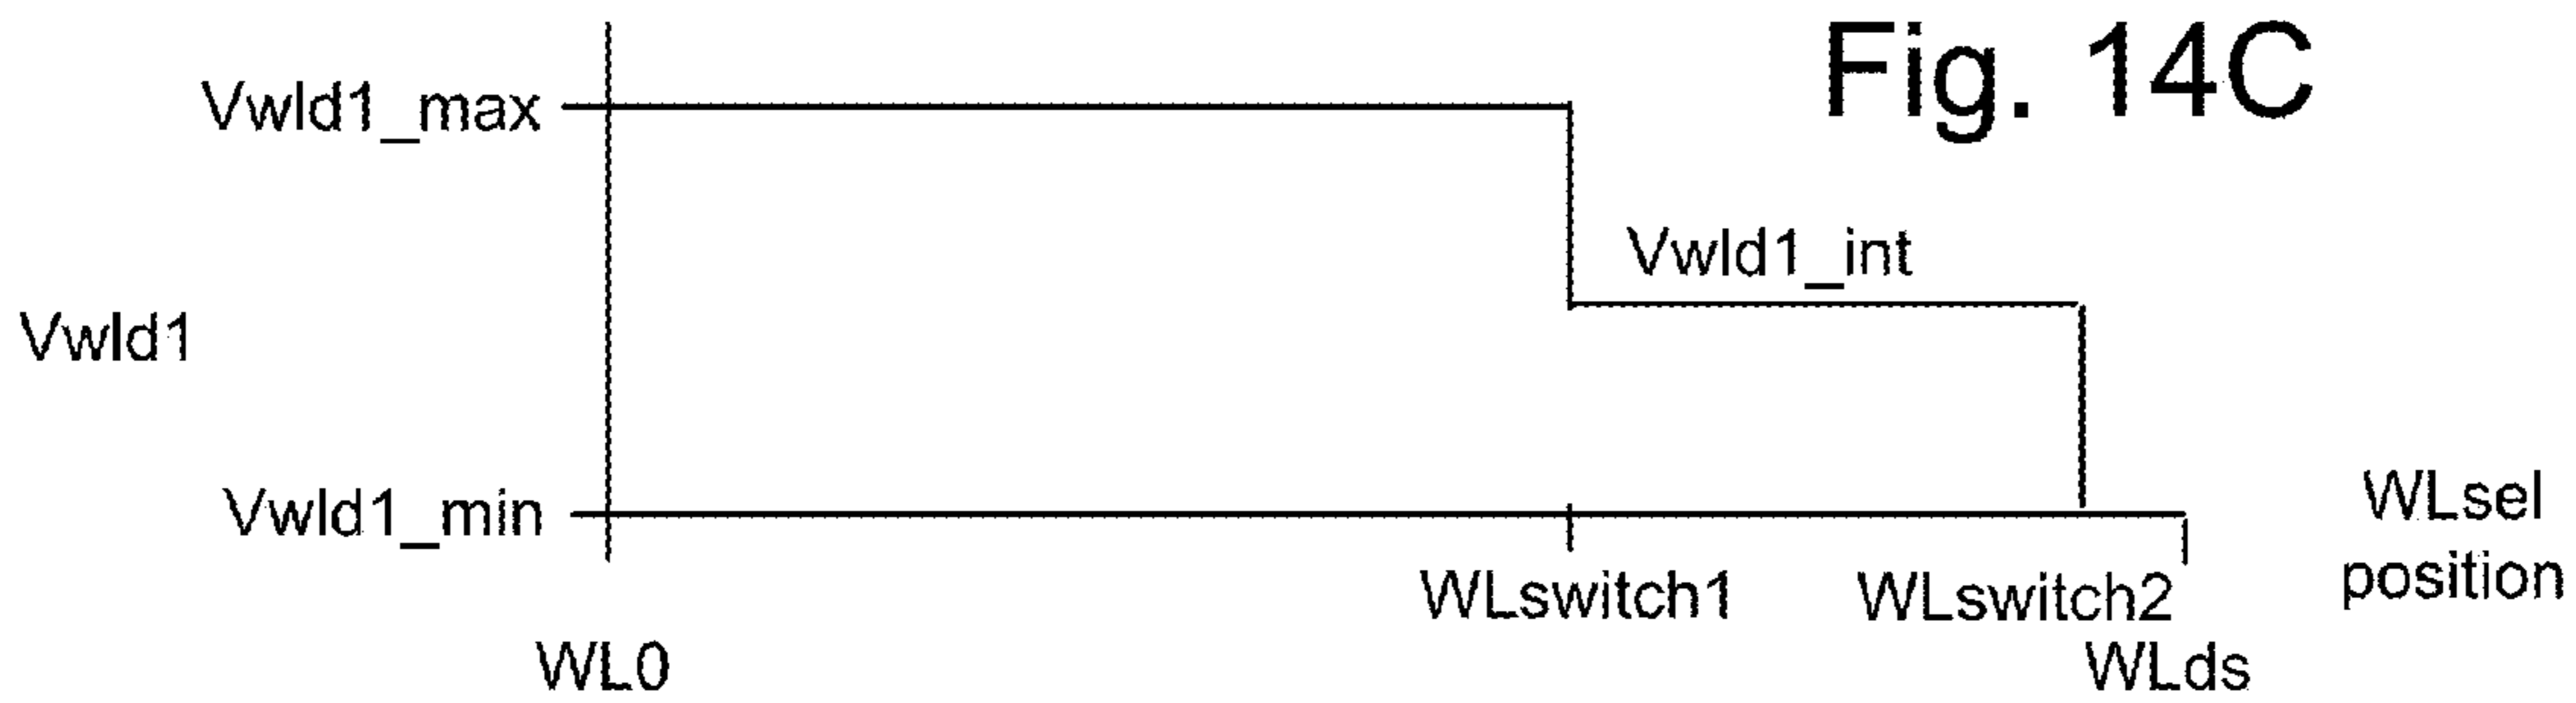 Fig. 14C
Vwld1_max
Vwld1_int
Vwld1
Vwld1_min
WLsel
position
WLswitch1
WLswitch2
WL0
WLds